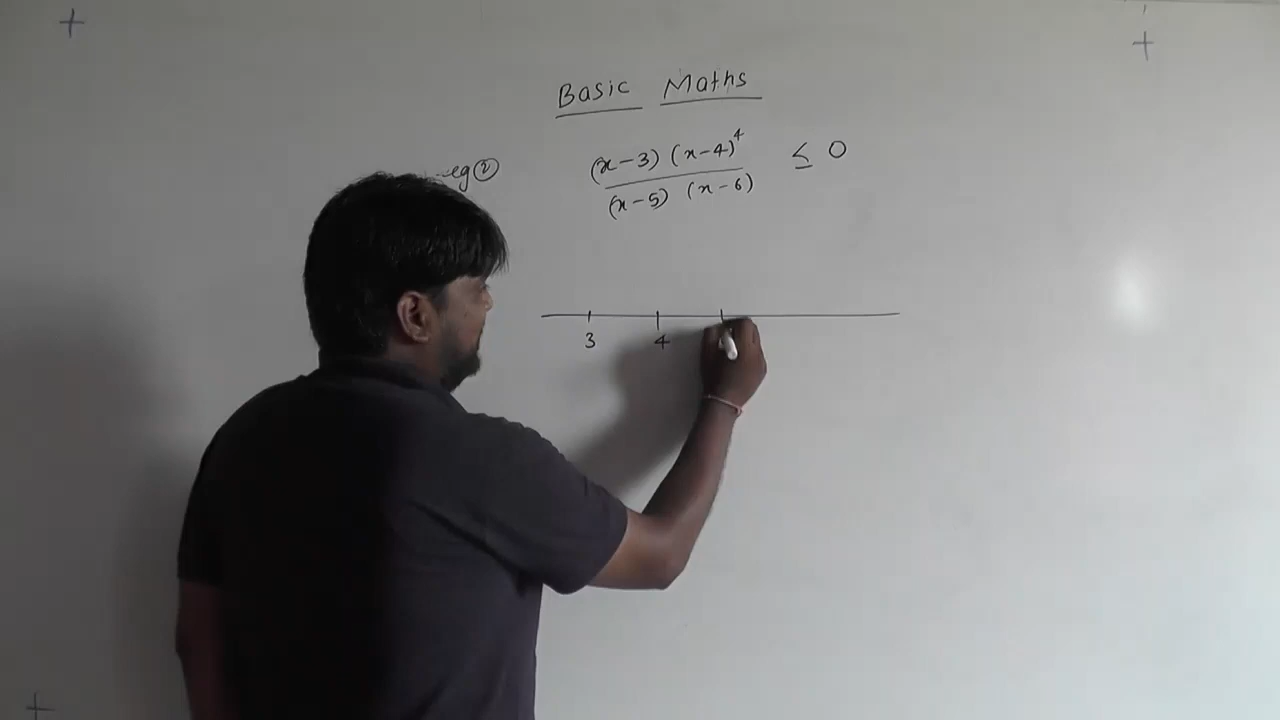 Basic Maths
eg②
(x-3) (x-4)⁴
≤ 0
(x-5) (x-6)
3 4